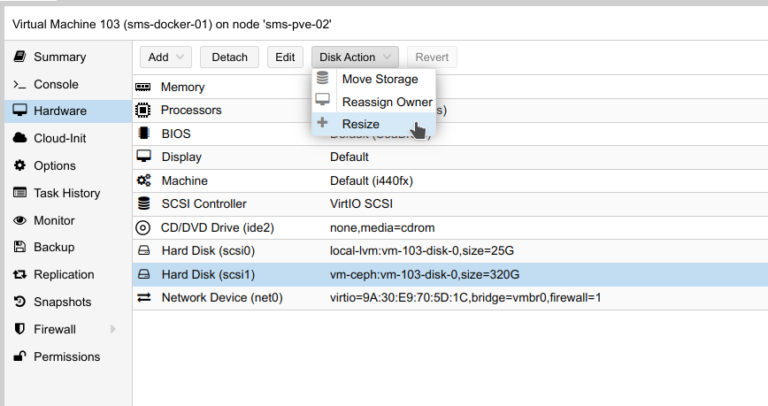 Virtual Machine 103 (sms-docker-01) on node 'sms-pve-02'
Summary
Console
Hardware
Cloud-Init
Options
Task History
Monitor
Backup
Replication
Snapshots
Firewall
Permissions
Add
Detach
Edit
Disk Action
Revert
Move Storage
Reassign Owner
Resize
Memory
Processors
s)
BIOS
Default
Display Default
Machine Default (i440fx)
SCSI Controller VirtIO SCSI
CD/DVD Drive (ide2) none,media=cdrom
Hard Disk (scsi0) local-lvm:vm-103-disk-0,size=25G
Hard Disk (scsi1) vm-ceph:vm-103-disk-0,size=320G
Network Device (net0) virtio=9A:30:E9:70:5D:1C,bridge=vmbr0,firewall=1